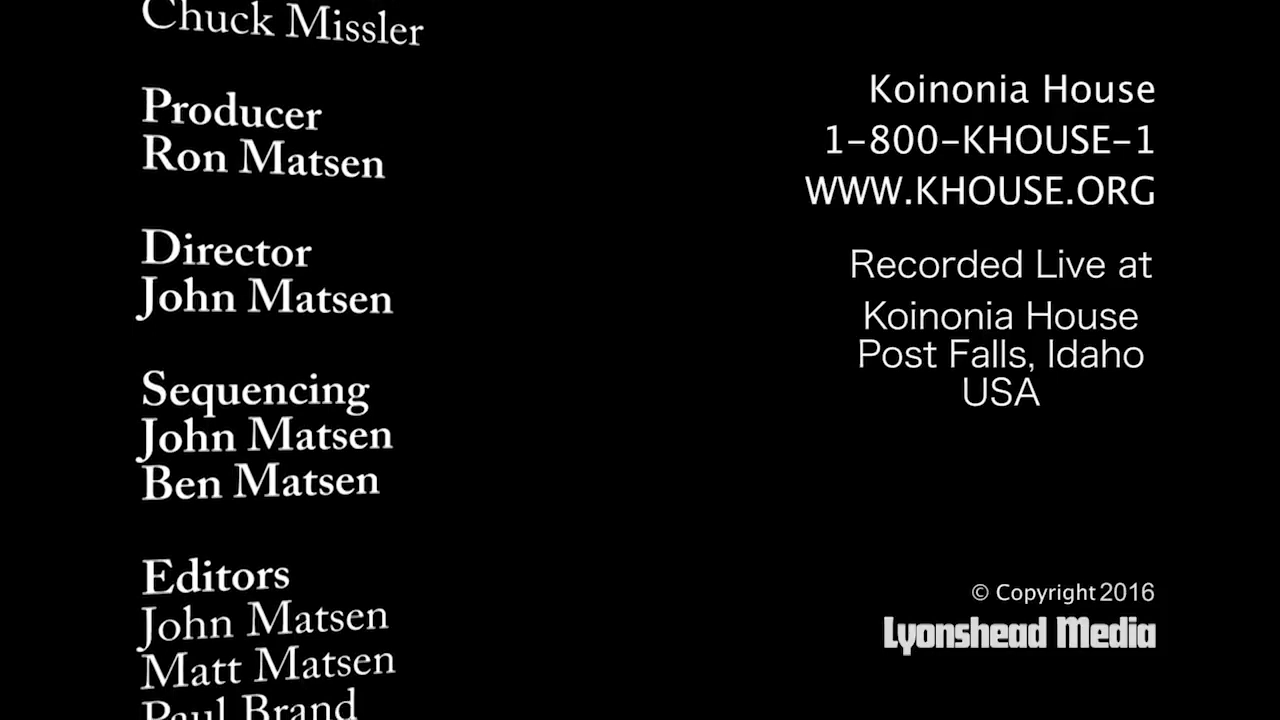 Chuck Missler
Producer
Ron Matsen
Director
John Matsen
Sequencing
John Matsen
Ben Matsen
Editors
John Matsen
Matt Matsen
Paul Brand
Koinonia House
1-800-KHOUSE-1
WWW.KHOUSE.ORG
Recorded Live at
Koinonia House
Post Falls, Idaho
USA
© Copyright 2016
Lyonshead Media